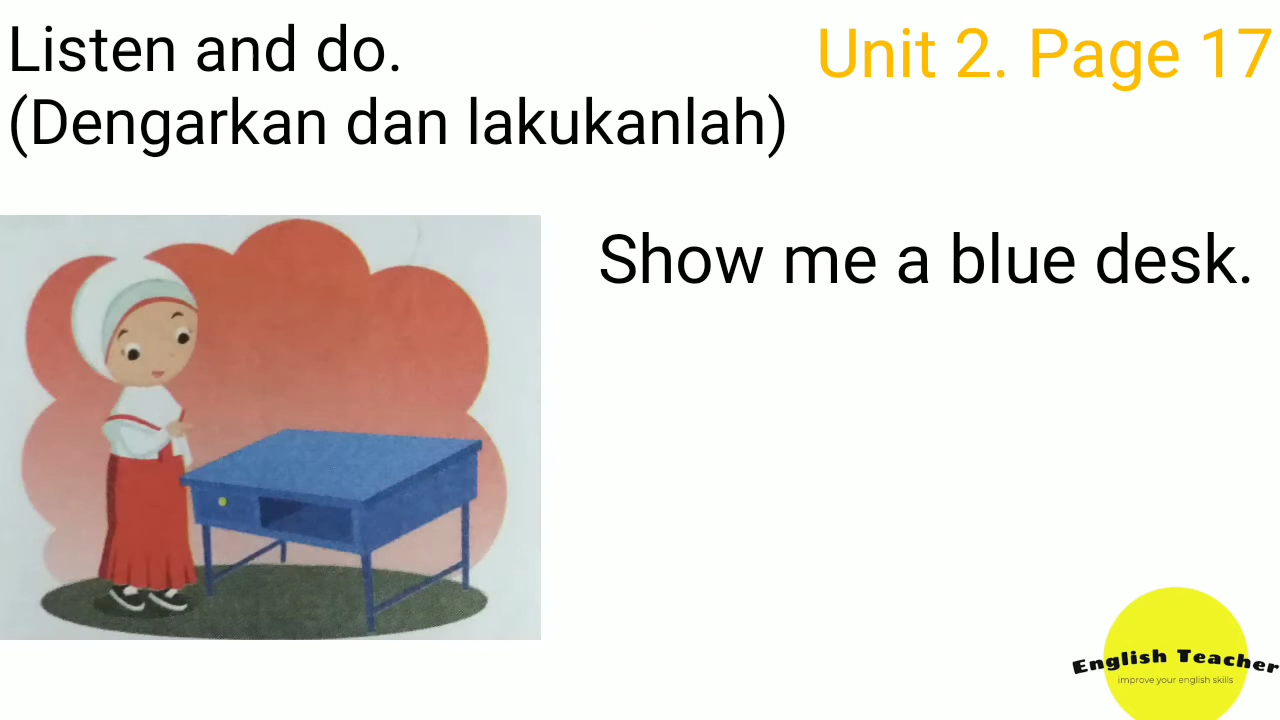 Listen and do.
Unit 2. Page 17
(Dengarkan dan lakukanlah)
Show me a blue desk.
English Teacher
improve your english skills